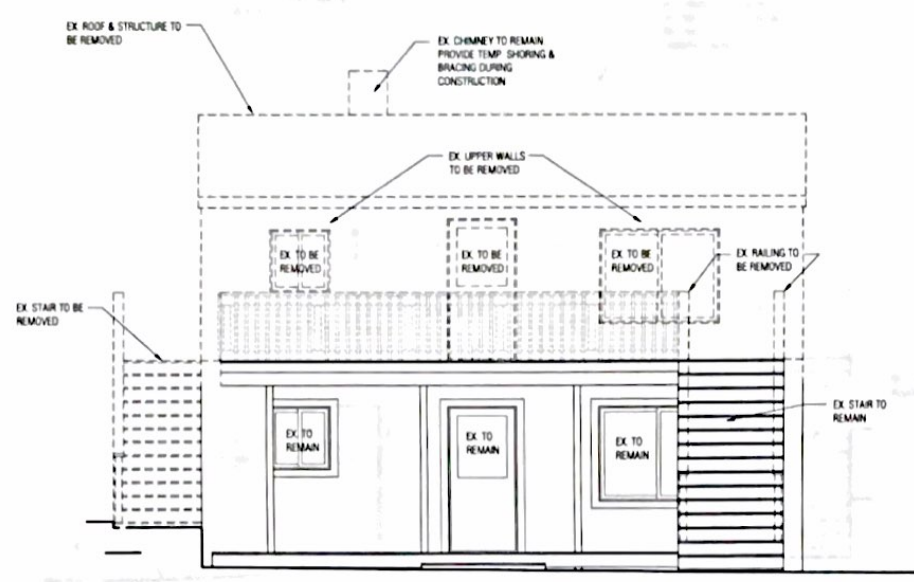 EX. ROOF & STRUCTURE TO
BE REMOVED
EX. CHIMNEY TO REMAIN
PROVIDE TEMP. SHORING &
BRACING DURING
CONSTRUCTION
EX. UPPER WALLS
TO BE REMOVED
EX. TO BE
REMOVED
EX. TO BE
REMOVED
EX. TO BE
REMOVED
EX. RAILING TO
BE REMOVED
EX. STAIR TO BE
REMOVED
EX. STAIR TO
REMAIN
EX. TO
REMAIN
EX. TO
REMAIN
EX. TO
REMAIN